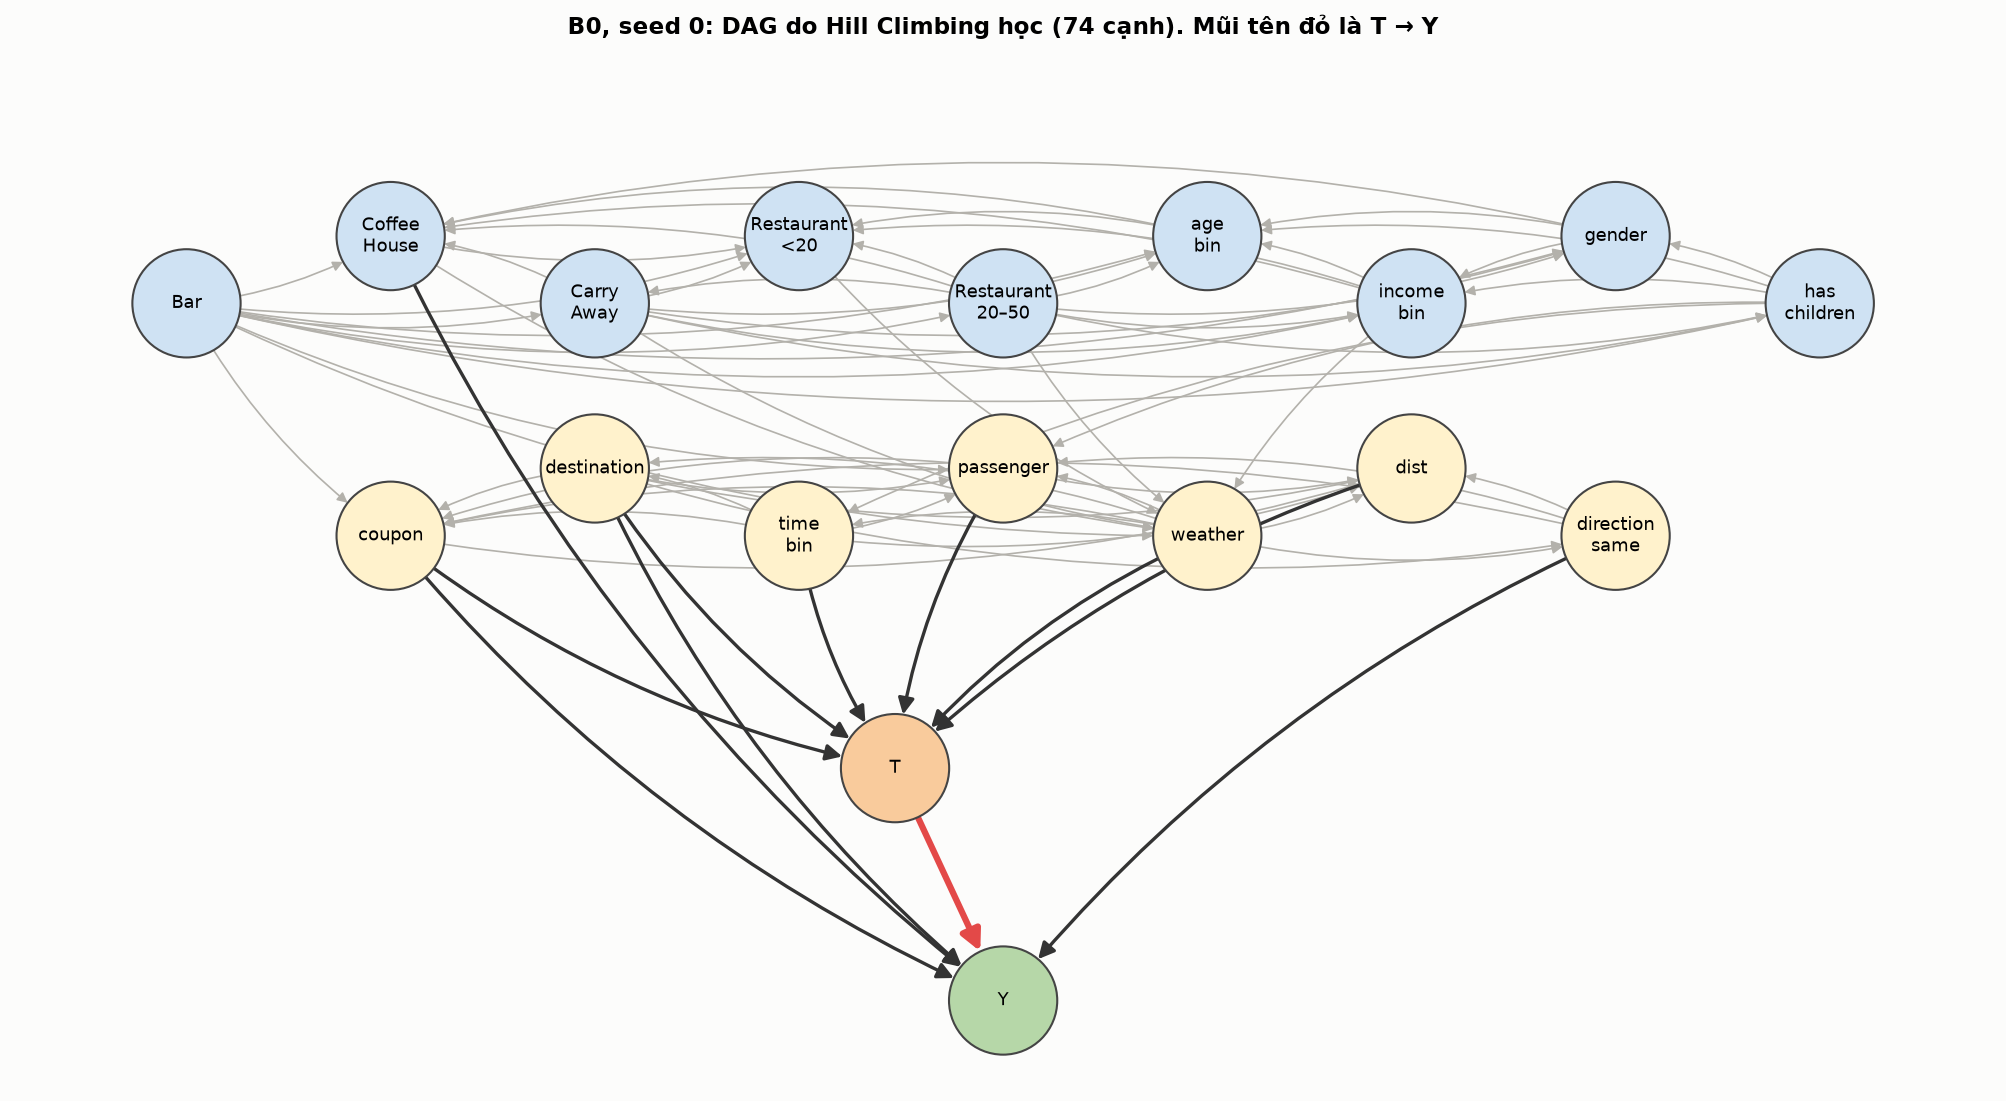 B0, seed 0: DAG do Hill Climbing học (74 cạnh). Mũi tên đỏ là T → Y
Coffee
House
Restaurant
<20
age
bin
gender
Bar
Carry
Away
Restaurant
20–50
income
bin
has
children
destination
passenger
dist
coupon
time
bin
weather
direction
same
T
Y